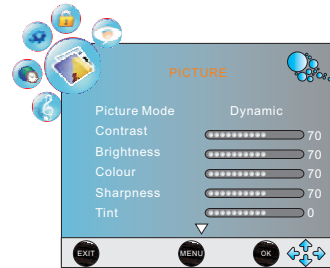 PICTURE
Picture Mode Dynamic
Contrast 70
Brightness 70
Colour 70
Sharpness 70
Tint 0
EXIT MENU OK